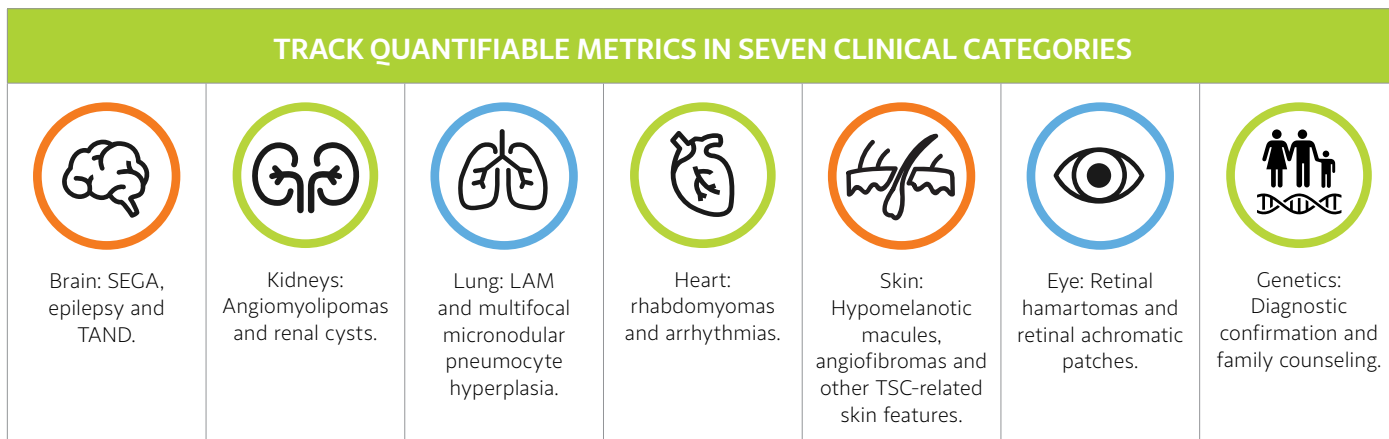 TRACK QUANTIFIABLE METRICS IN SEVEN CLINICAL CATEGORIES
Brain: SEGA,
epilepsy and
TAND.
Kidneys:
Angiomyolipomas
and renal cysts.
Lung: LAM
and multifocal
micronodular
pneumocyte
hyperplasia.
Heart:
rhabdomyomas
and arrhythmias.
Skin:
Hypomelanotic
macules,
angiofibromas and
other TSC-related
skin features.
Eye: Retinal
hamartomas and
retinal achromatic
patches.
Genetics:
Diagnostic
confirmation and
family counseling.